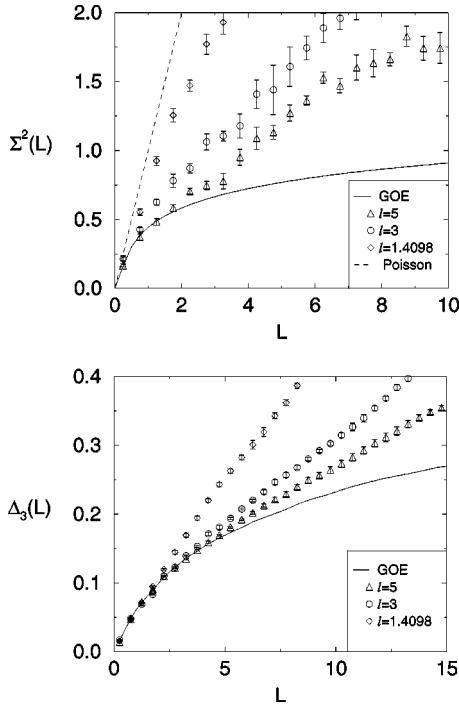 2.0
1.5
1.0
0.5
0.0
Σ²(L)
GOE
l=5
l=3
l=1.4098
Poisson
0 2 4 6 8 10
L
0.4
0.3
0.2
0.1
0.0
Δ₃(L)
GOE
l=5
l=3
l=1.4098
0 5 10 15
L